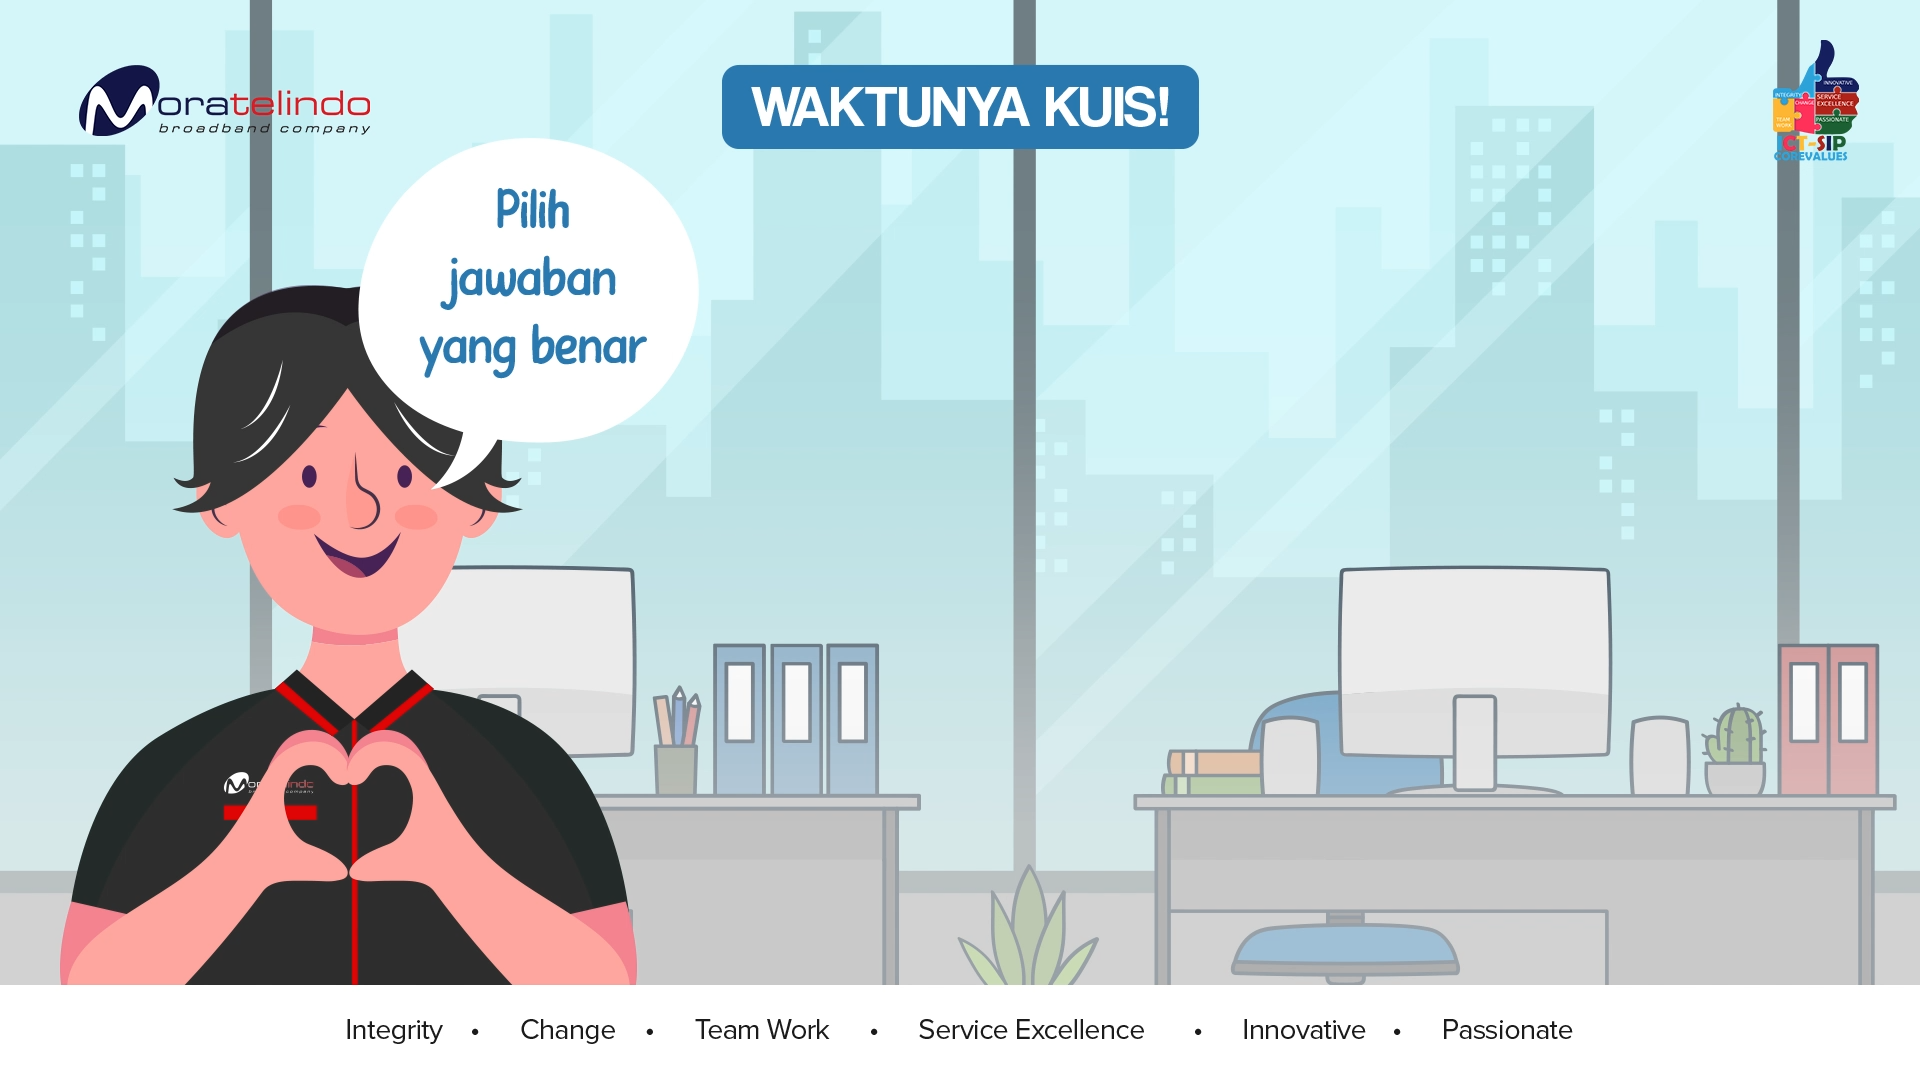 Moratelindo
broadband company
WAKTUNYA KUIS!
INTEGRITY
CHANGE
TEAM
WORK
INNOVATIVE
SERVICE
EXCELLENCE
PASSIONATE
ICT-SIP
COREVALUES
Pilih
jawaban
yang benar
Integrity • Change • Team Work • Service Excellence • Innovative • Passionate